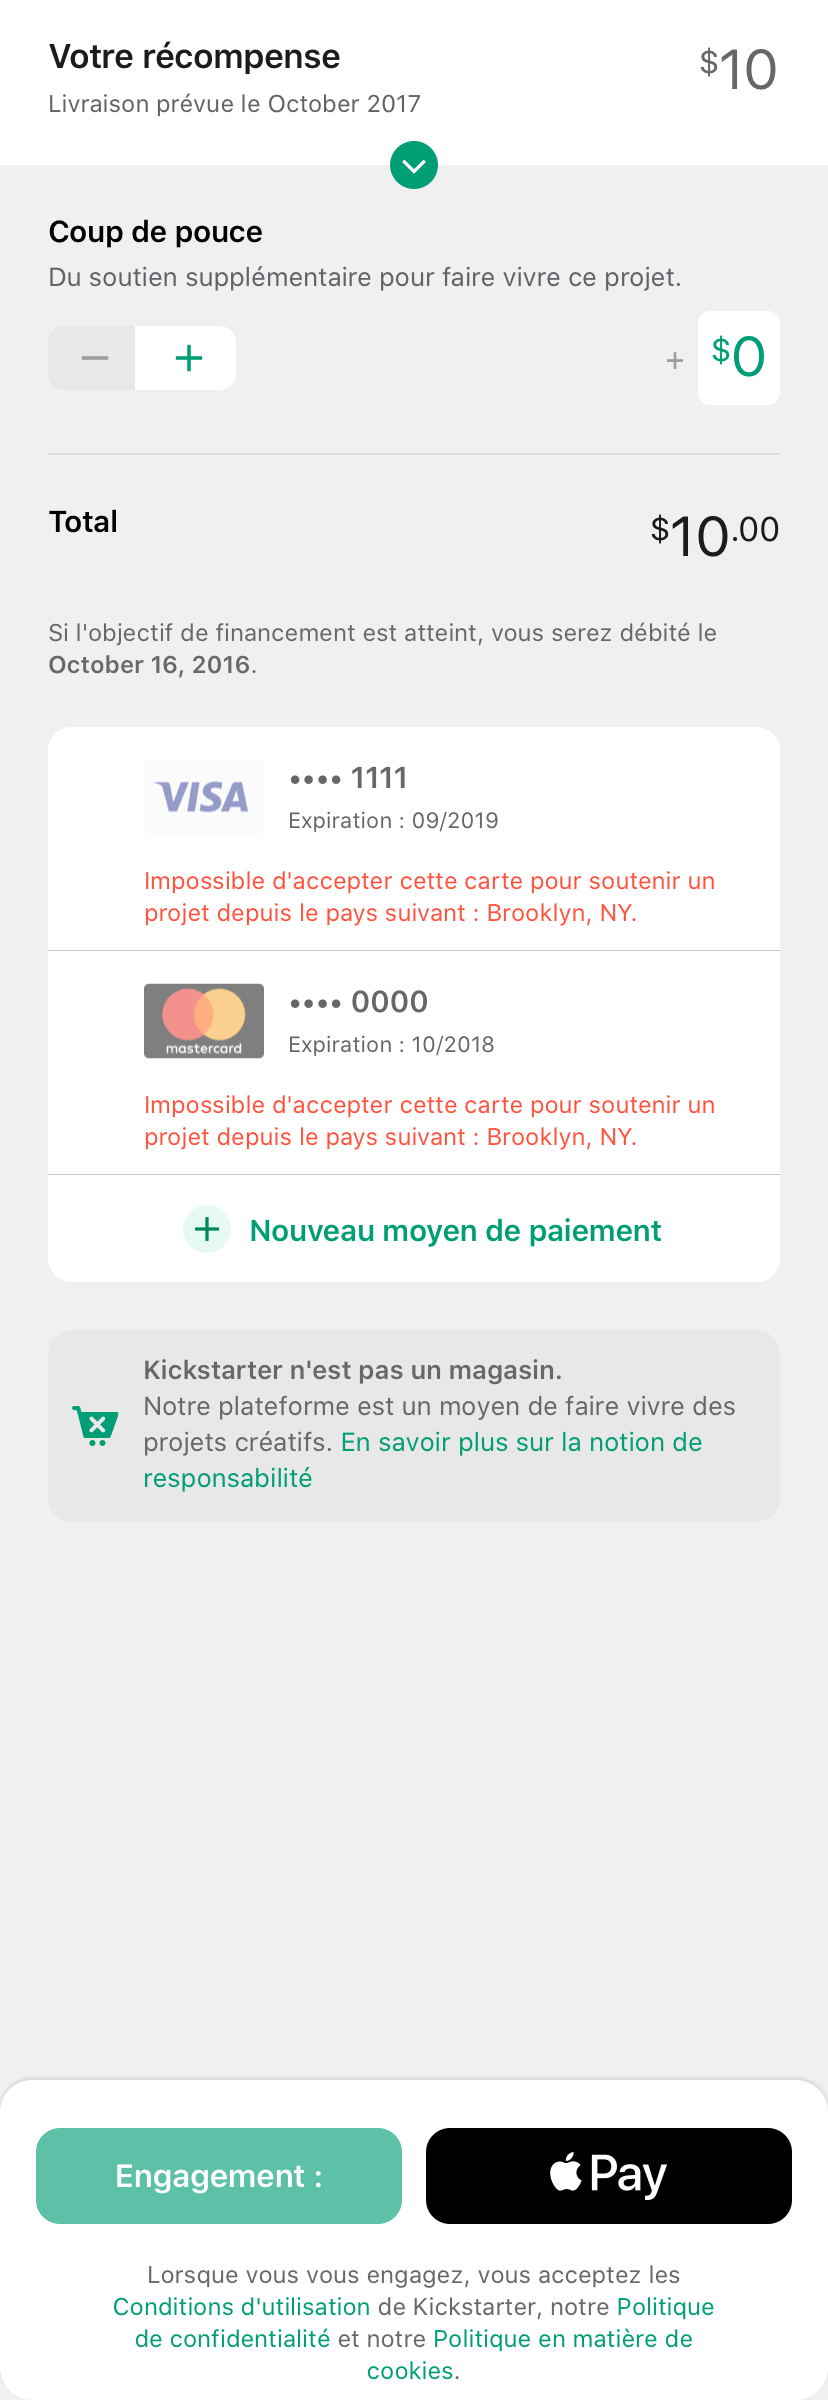 Votre récompense
$10
Livraison prévue le October 2017
Coup de pouce
Du soutien supplémentaire pour faire vivre ce projet.
− +
+ $0
Total
$10.00
Si l'objectif de financement est atteint, vous serez débité le
October 16, 2016.
VISA
•••• 1111
Expiration : 09/2019
Impossible d'accepter cette carte pour soutenir un
projet depuis le pays suivant : Brooklyn, NY.
mastercard
•••• 0000
Expiration : 10/2018
Impossible d'accepter cette carte pour soutenir un
projet depuis le pays suivant : Brooklyn, NY.
+ Nouveau moyen de paiement
Kickstarter n'est pas un magasin.
Notre plateforme est un moyen de faire vivre des
projets créatifs. En savoir plus sur la notion de
responsabilité
Engagement :
Pay
Lorsque vous vous engagez, vous acceptez les
Conditions d'utilisation de Kickstarter, notre Politique
de confidentialité et notre Politique en matière de
cookies.